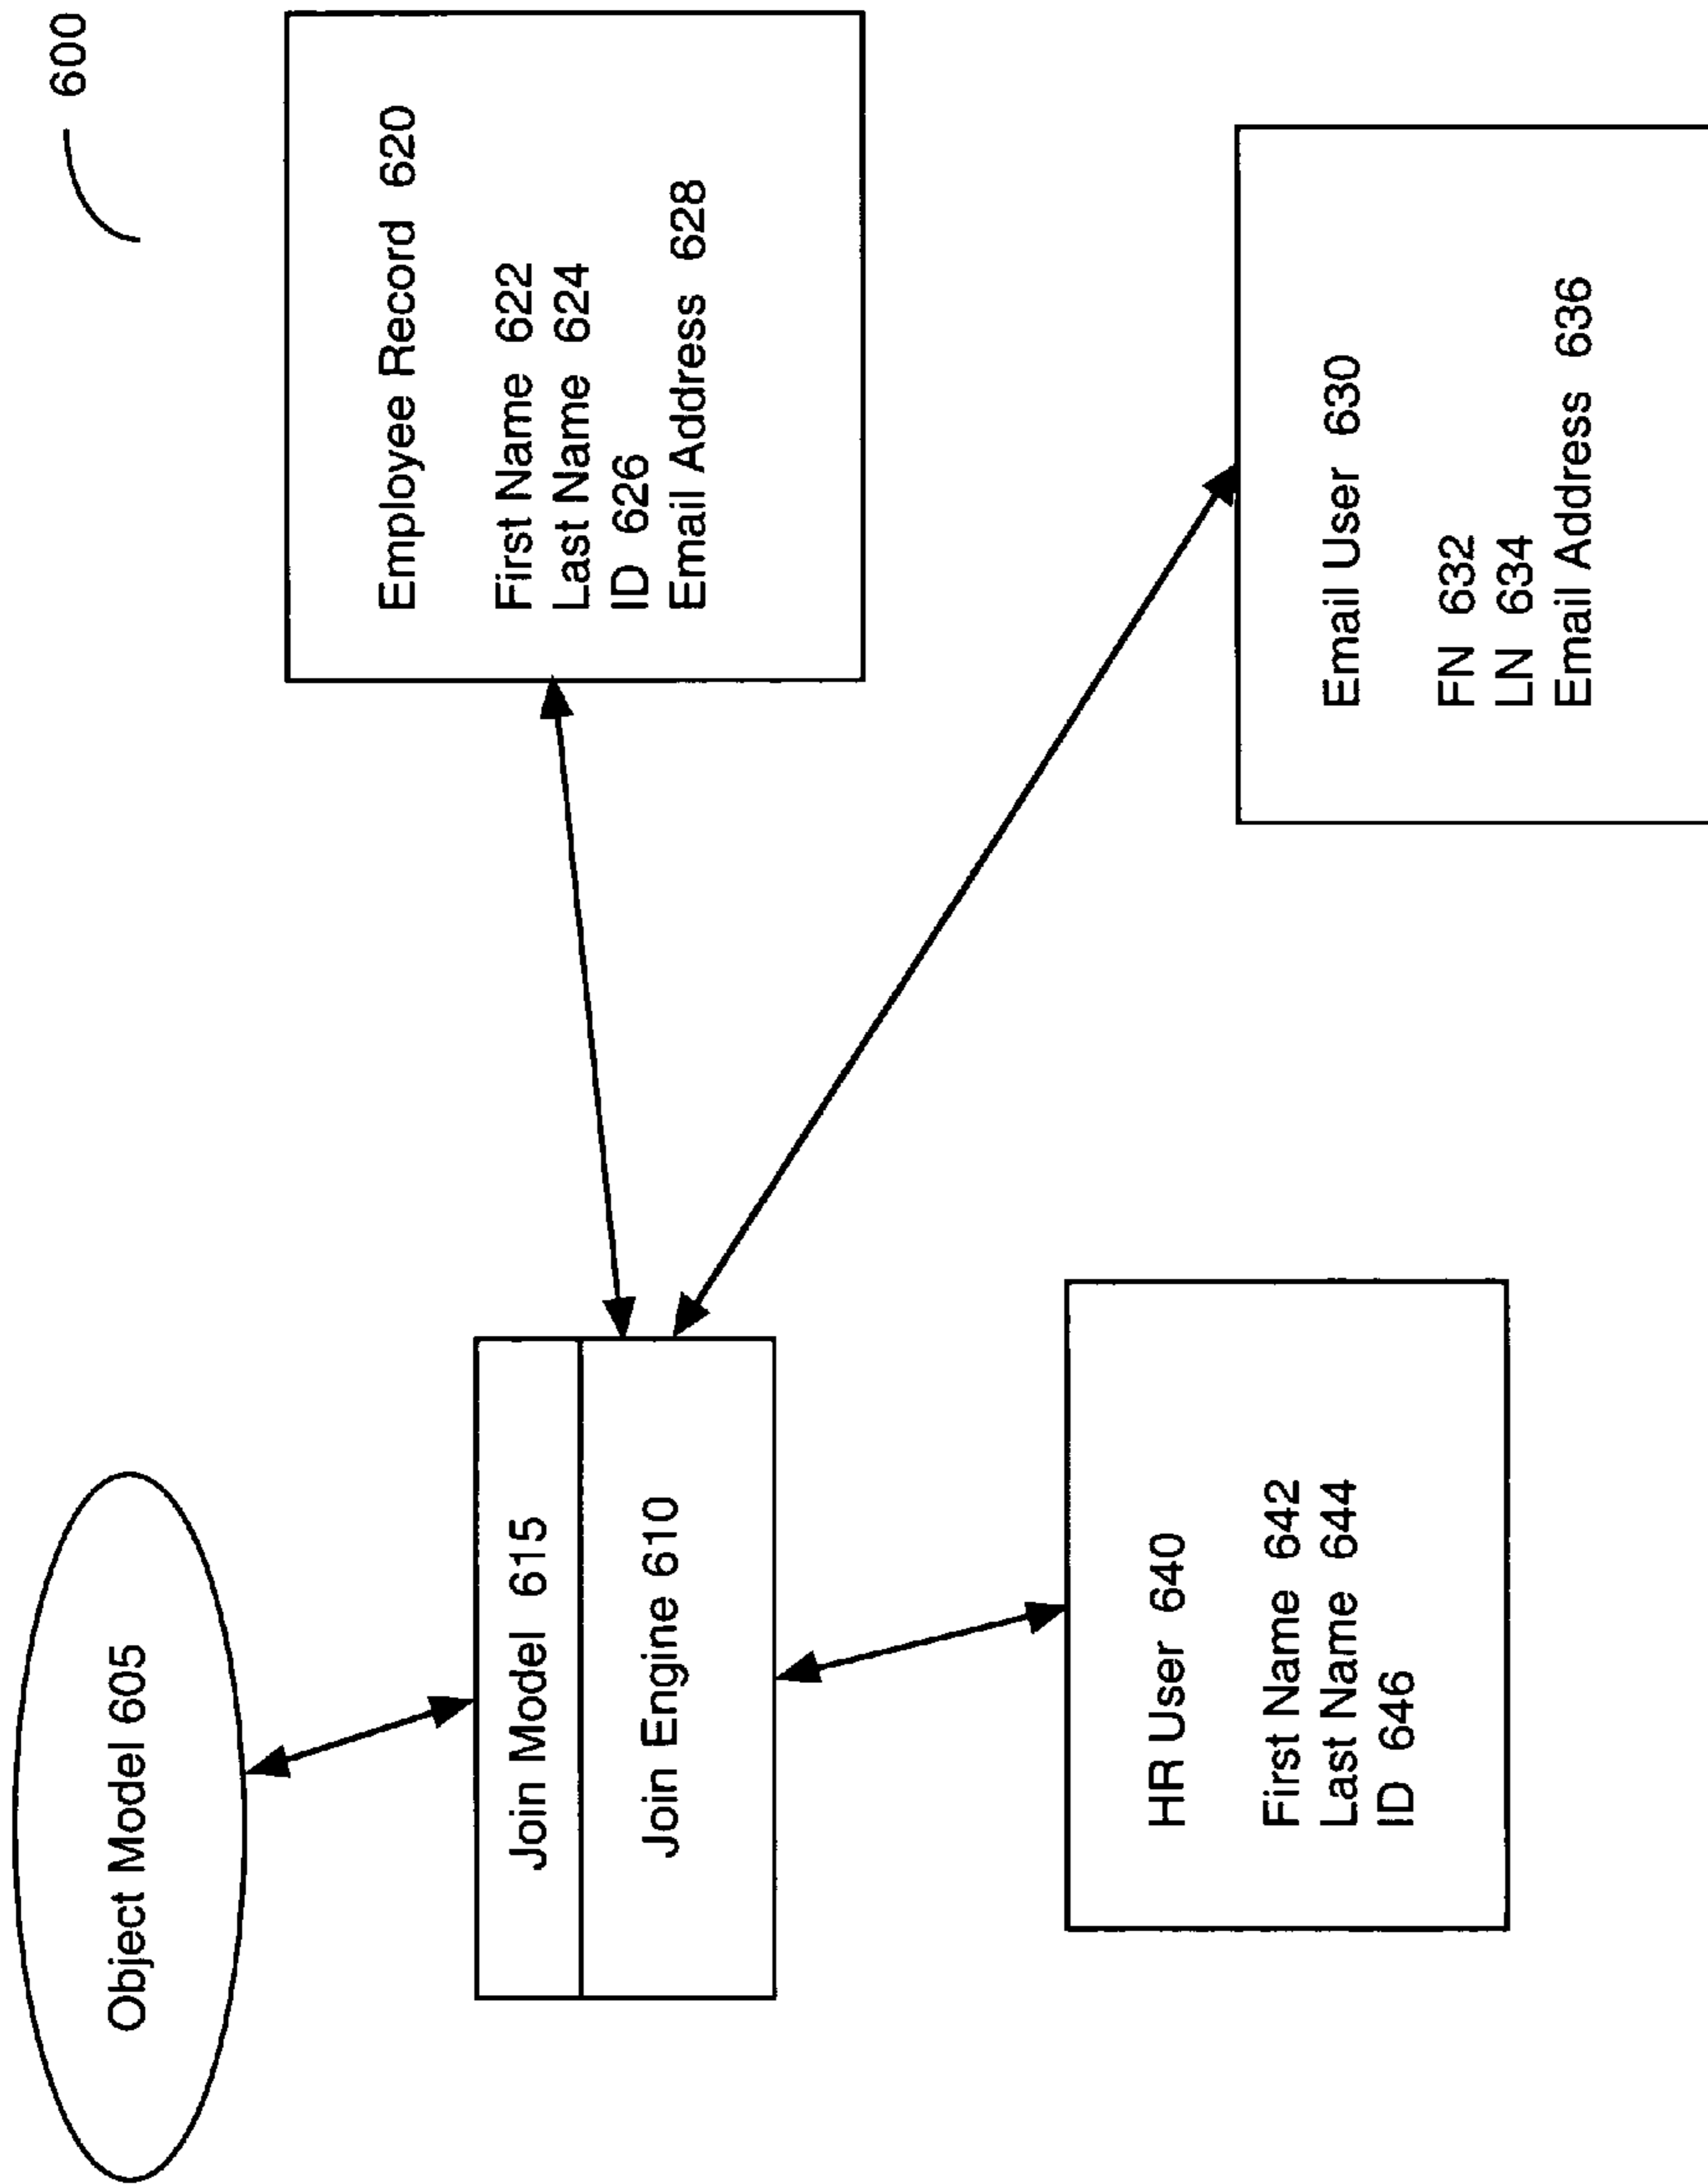 600
Object Model 605
Join Model 615
Join Engine 610
Employee Record 620
First Name 622
Last Name 624
ID 626
Email Address 628
HR User 640
First Name 642
Last Name 644
ID 646
Email User 630
FN 632
LN 634
Email Address 636